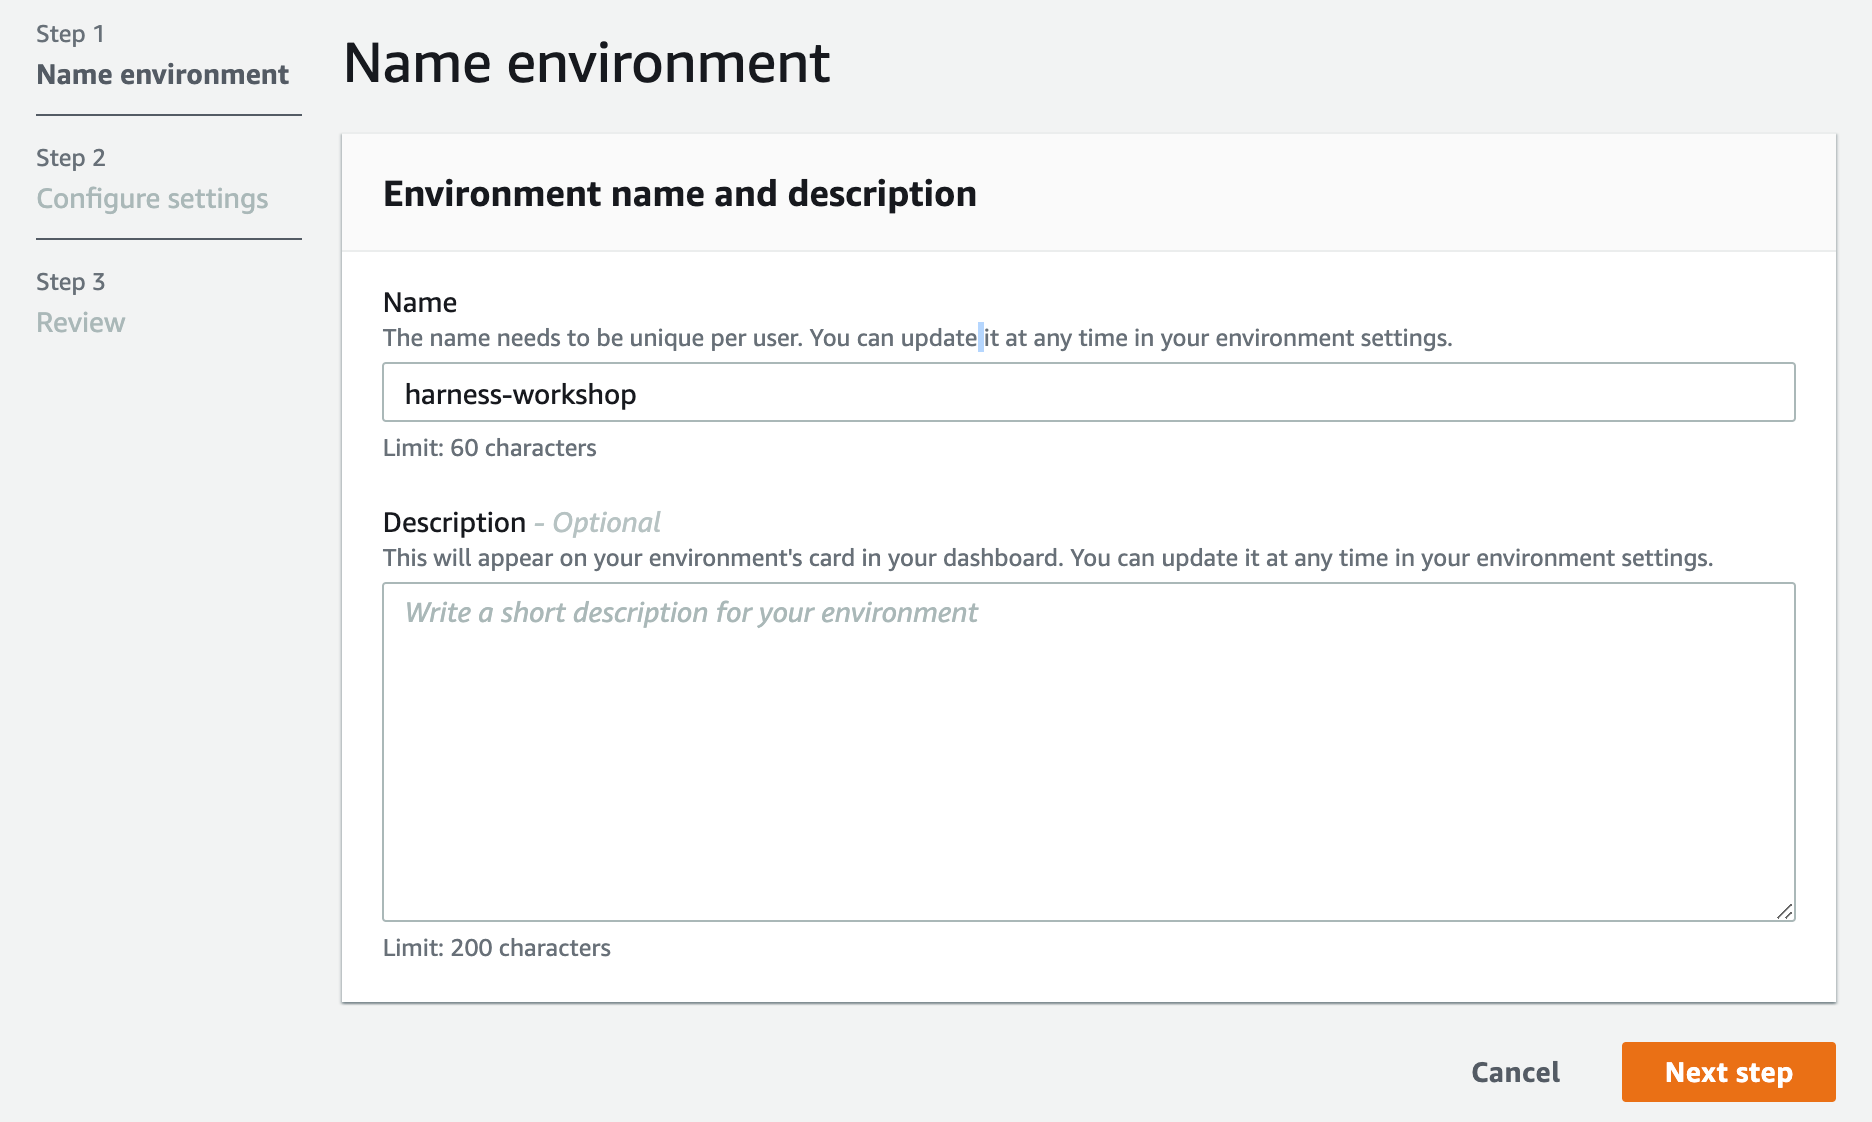 Step 1
Name environment
Step 2
Configure settings
Step 3
Review
Name environment
Environment name and description
Name
The name needs to be unique per user. You can update it at any time in your environment settings.
harness-workshop
Limit: 60 characters
Description - Optional
This will appear on your environment's card in your dashboard. You can update it at any time in your environment settings.
Write a short description for your environment
Limit: 200 characters
Cancel
Next step